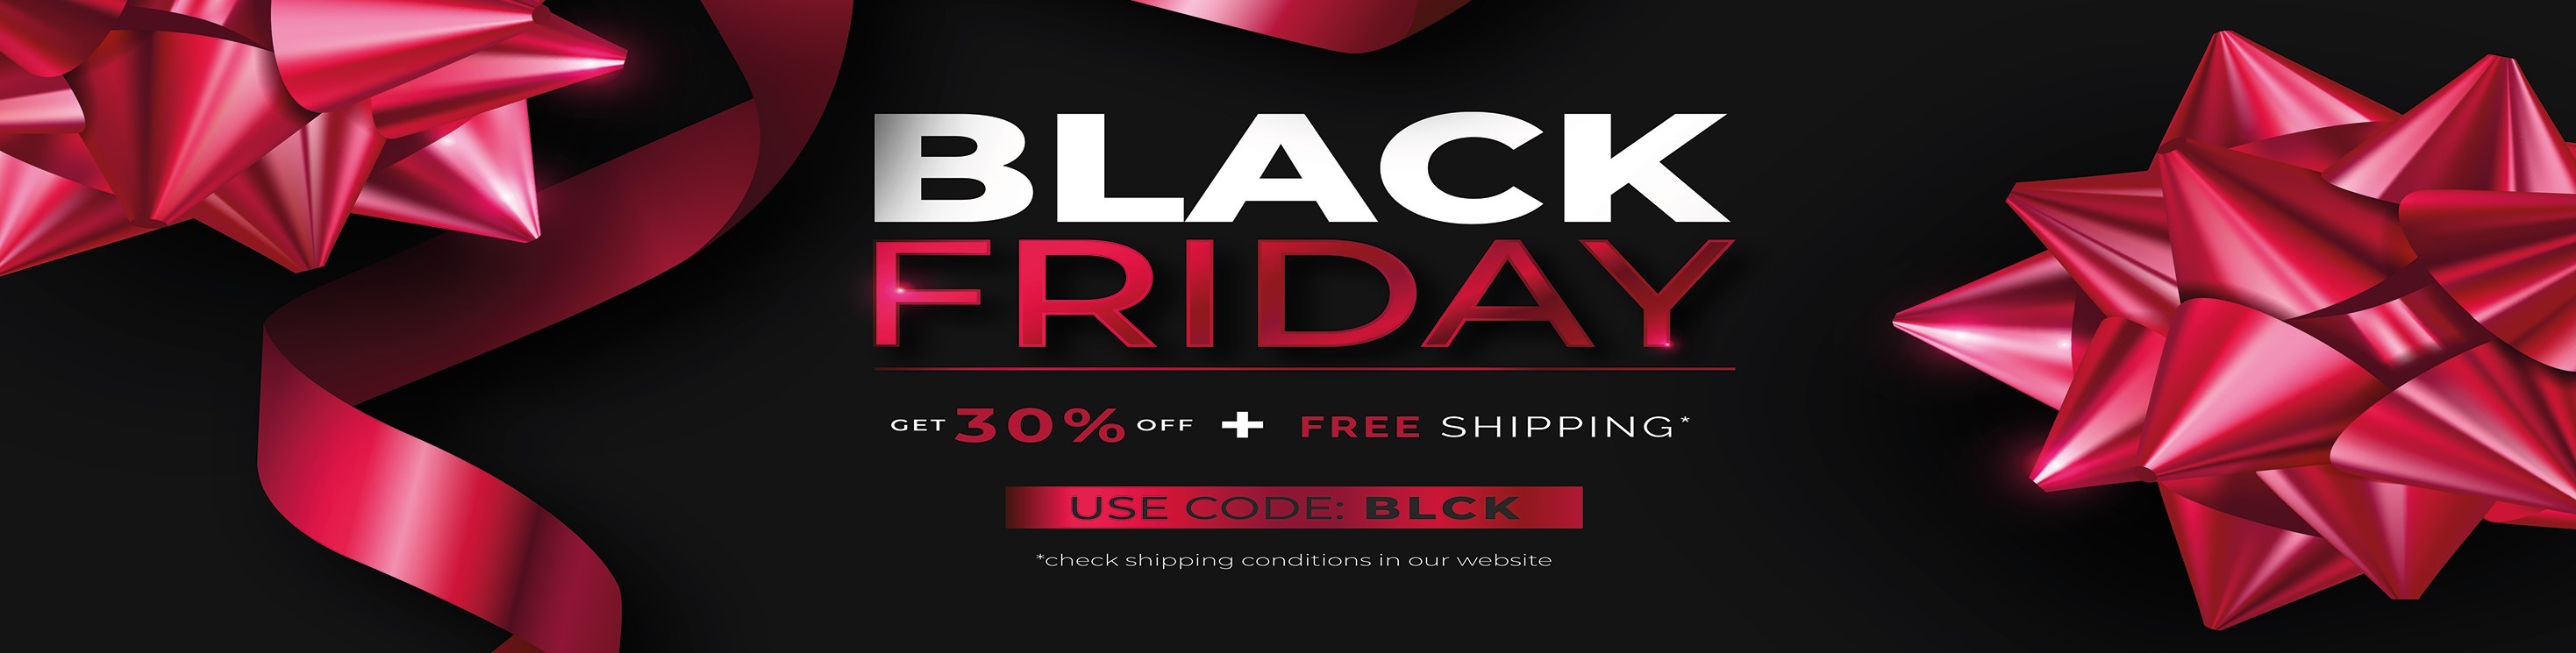 BLACK
FRIDAY
GET 30% OFF + FREE SHIPPING*
USE CODE: BLCK
*check shipping conditions in our website